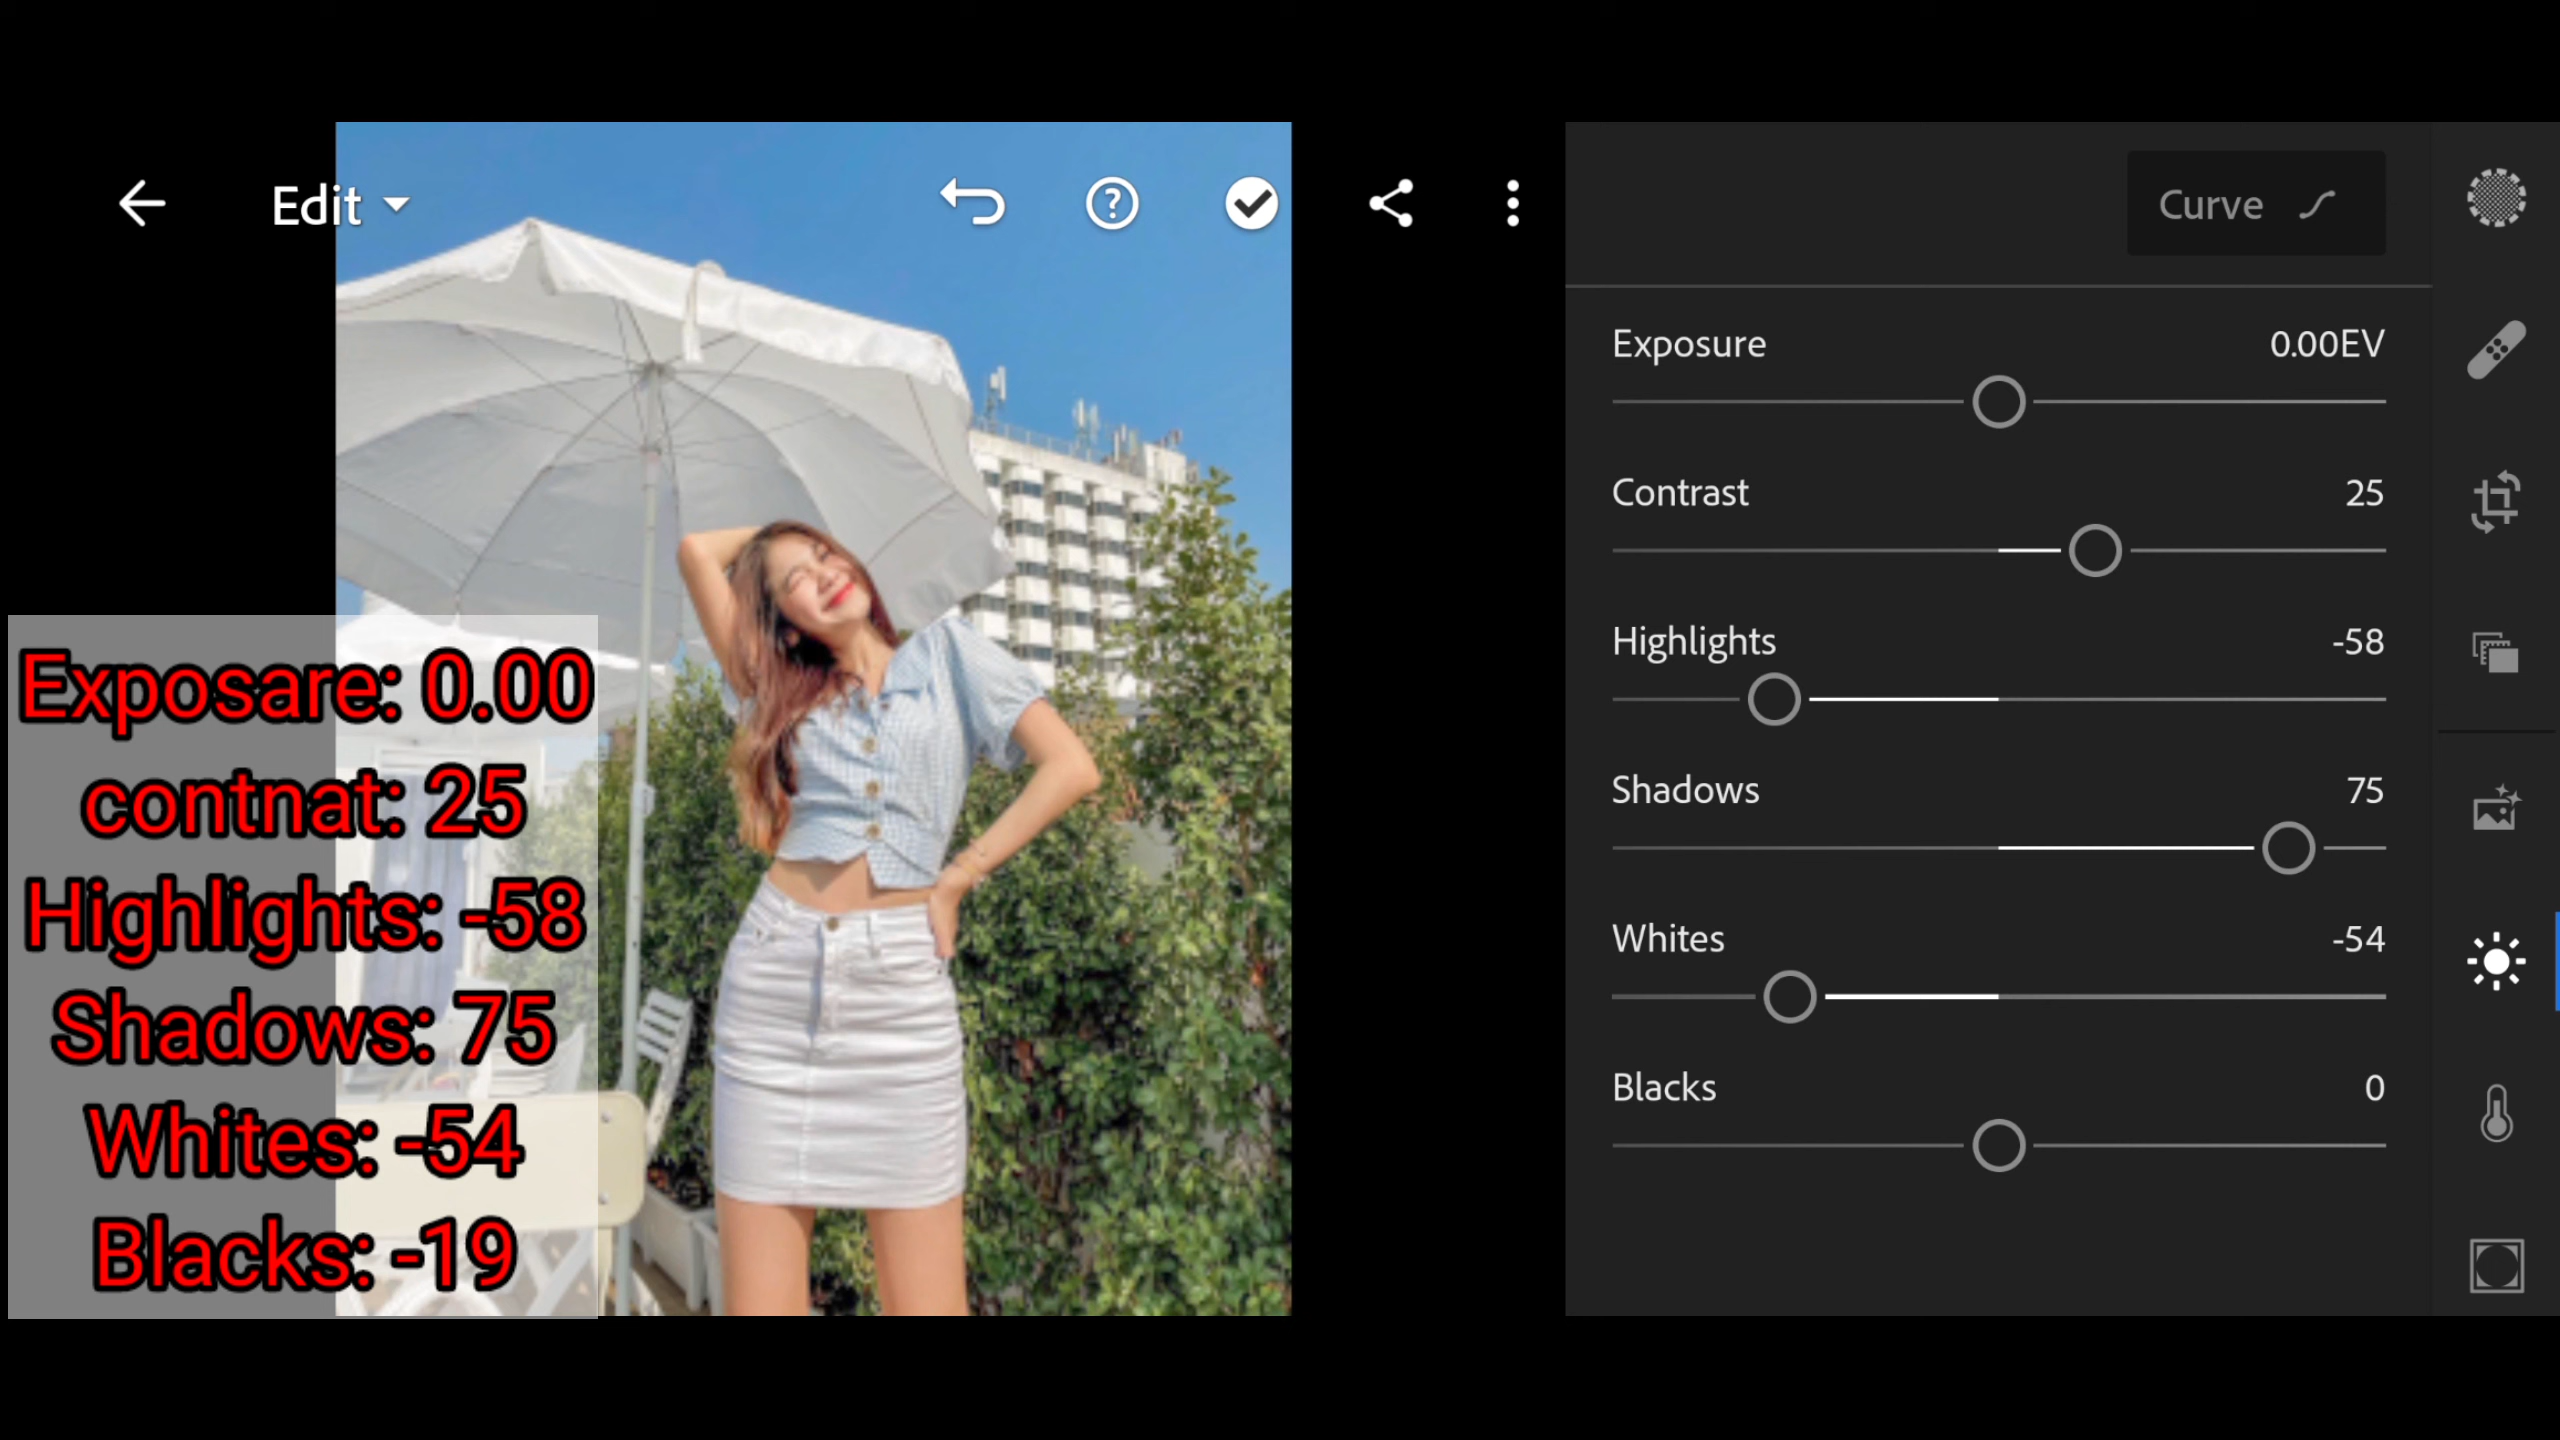 Edit
Curve
Exposure 0.00EV
Contrast 25
Highlights -58
Shadows 75
Whites -54
Blacks 0
Exposare: 0.00
contnat: 25
Highlights: -58
Shadows: 75
Whites: -54
Blacks: -19